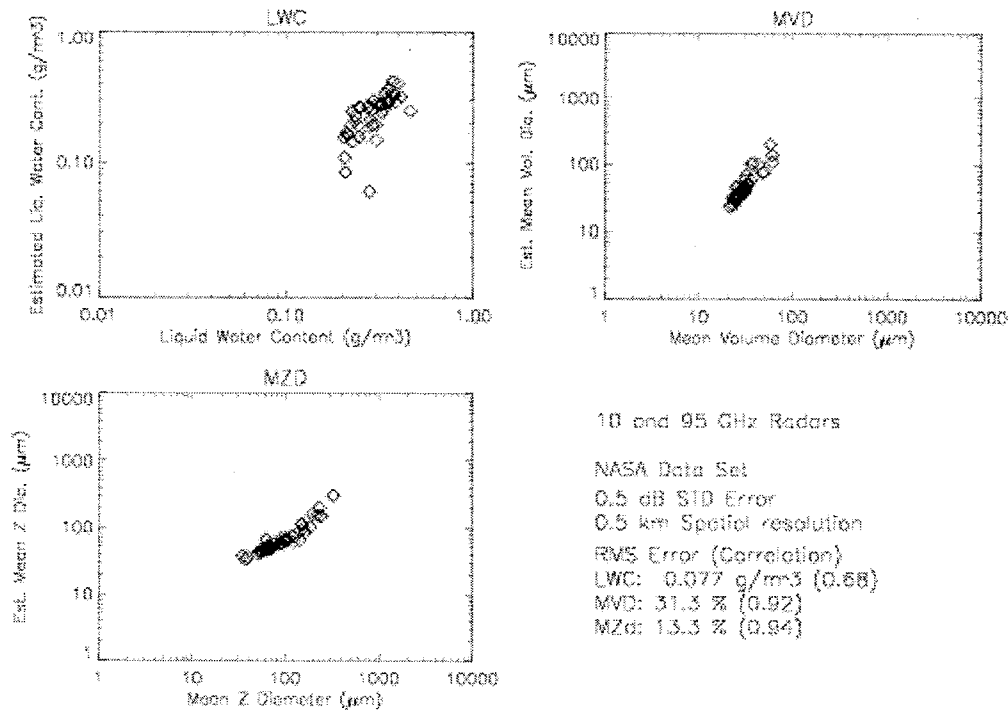 LWC
1.00
0.10
0.01
0.01
0.10
1.00
Estimated Liq. Water Cont. (g/m3)
Liquid Water Content (g/m3)
MVD
10000
1000
100
10
1
1
10
100
1000
10000
Est. Mean Vol. Dia. (μm)
Mean Volume Diameter (μm)
MZD
10000
1000
100
10
1
1
10
100
1000
10000
Est. Mean Z Dia. (μm)
Mean Z Diameter (μm)
10 and 95 GHz Radars
NASA Data Set
0.5 dB STD Error
0.5 km Spatial resolution
RMS Error (Correlation)
LWC: 0.077 g/m3 (0.68)
MVD: 31.3 % (0.92)
MZd: 13.3 % (0.94)